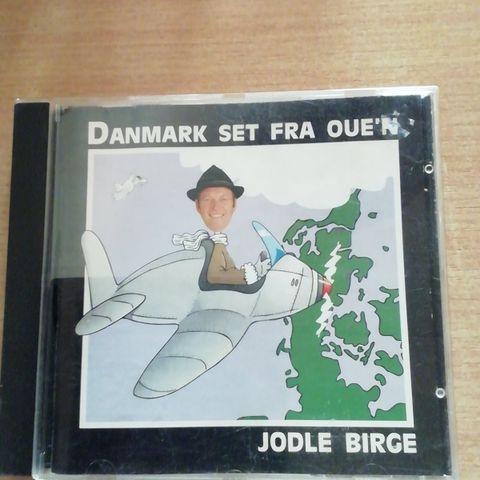 DANMARK SET FRA OUE'N
JODLE BIRGE